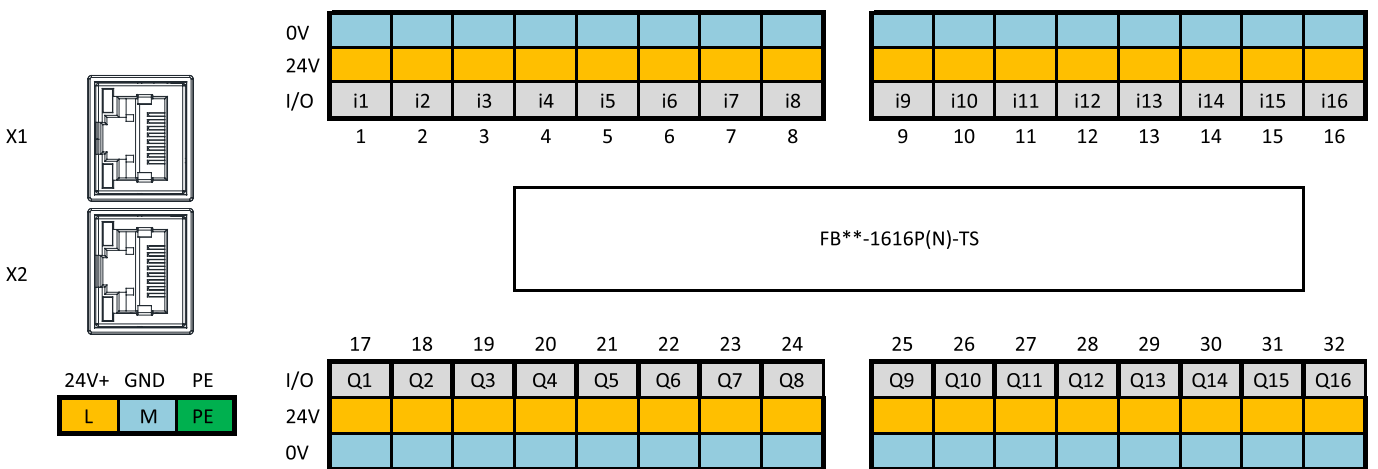 0V
24V
I/O i1 i2 i3 i4 i5 i6 i7 i8 i9 i10 i11 i12 i13 i14 i15 i16
X1 1 2 3 4 5 6 7 8 9 10 11 12 13 14 15 16
FB**-1616P(N)-TS
X2
17 18 19 20 21 22 23 24 25 26 27 28 29 30 31 32
24V+ GND PE I/O Q1 Q2 Q3 Q4 Q5 Q6 Q7 Q8 Q9 Q10 Q11 Q12 Q13 Q14 Q15 Q16
L M PE 24V
0V